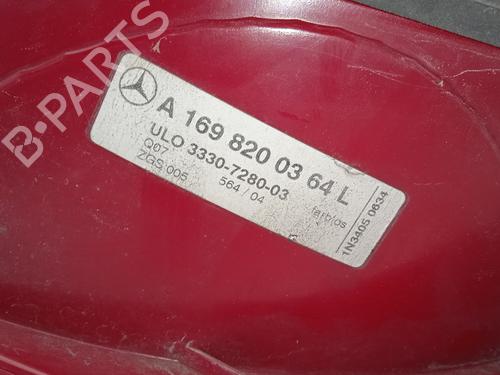 B-PARTS
A 169 820 03 64 L
ULO 3330-7280-03
Q07 564 / 04 farblos
ZGS 005
1N3405 0634